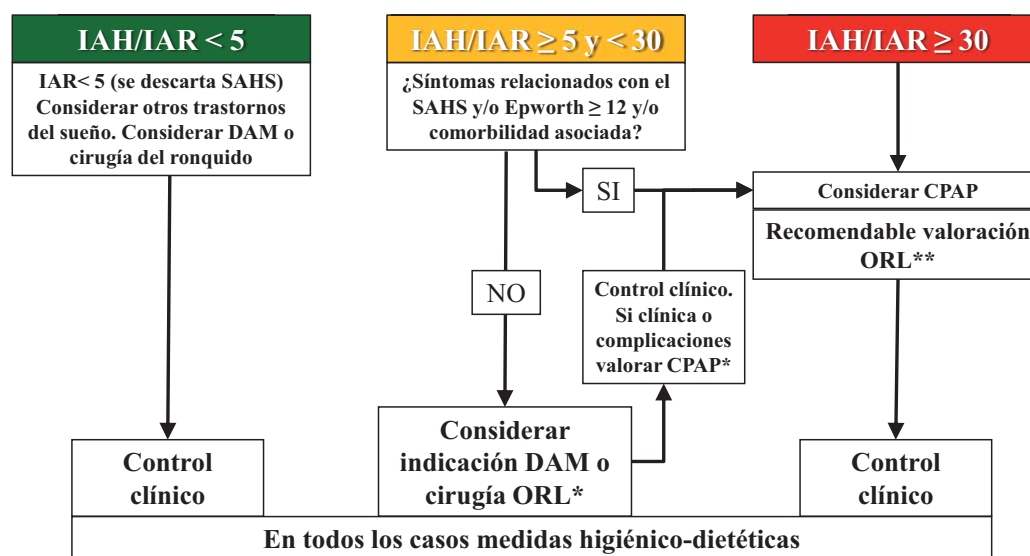 IAH/IAR < 5
IAR< 5 (se descarta SAHS)
Considerar otros trastornos
del sueño. Considerar DAM o
cirugía del ronquido
IAH/IAR ≥ 5 y < 30
¿Síntomas relacionados con el
SAHS y/o Epworth ≥ 12 y/o
comorbilidad asociada?
IAH/IAR ≥ 30
SI
Considerar CPAP
Recomendable valoración
ORL**
NO
Control clínico.
Si clínica o
complicaciones
valorar CPAP*
Control
clínico
Considerar
indicación DAM o
cirugía ORL*
Control
clínico
En todos los casos medidas higiénico-dietéticas